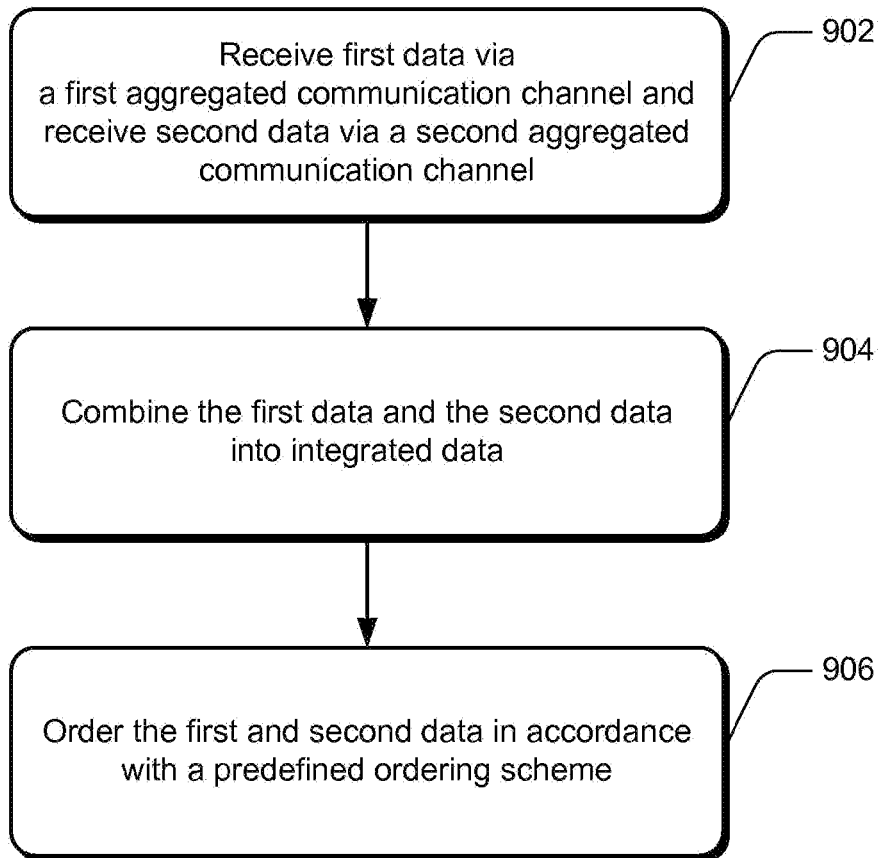 Receive first data via
a first aggregated communication channel and
receive second data via a second aggregated
communication channel
902
Combine the first data and the second data
into integrated data
904
Order the first and second data in accordance
with a predefined ordering scheme
906